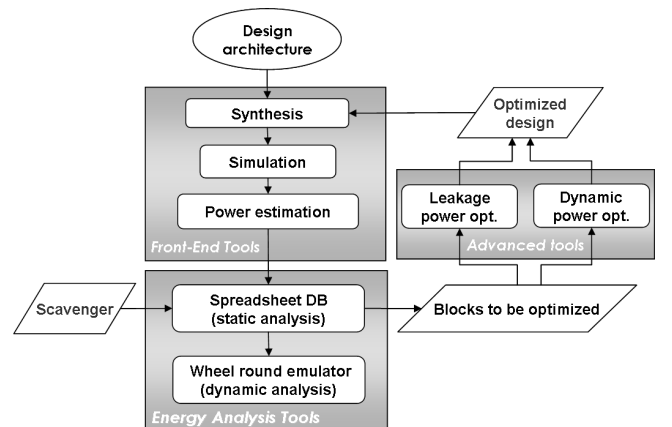 Design
architecture
Synthesis
Optimized
design
Simulation
Leakage
power opt.
Dynamic
power opt.
Power estimation
Front-End Tools
Advanced tools
Scavenger
Spreadsheet DB
(static analysis)
Blocks to be optimized
Wheel round emulator
(dynamic analysis)
Energy Analysis Tools